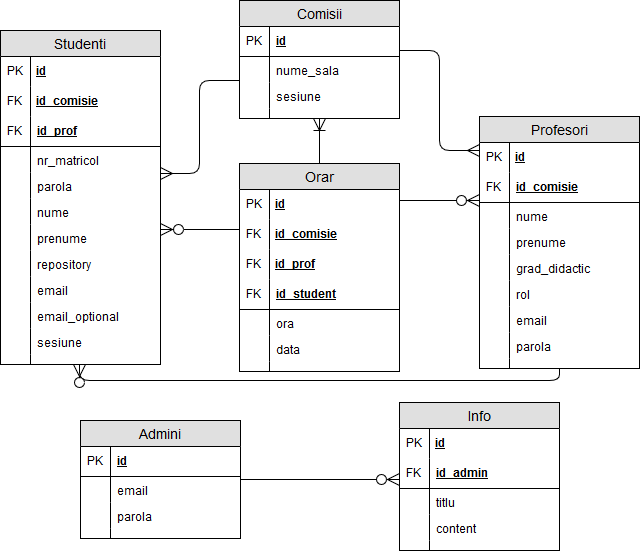 Comisii
PK id
nume_sala
sesiune
Studenti
PK id
FK id_comisie
FK id_prof
nr_matricol
parola
nume
prenume
repository
email
email_optional
sesiune
Orar
PK id
FK id_comisie
FK id_prof
FK id_student
ora
data
Profesori
PK id
FK id_comisie
nume
prenume
grad_didactic
rol
email
parola
Admini
PK id
email
parola
Info
PK id
FK id_admin
titlu
content